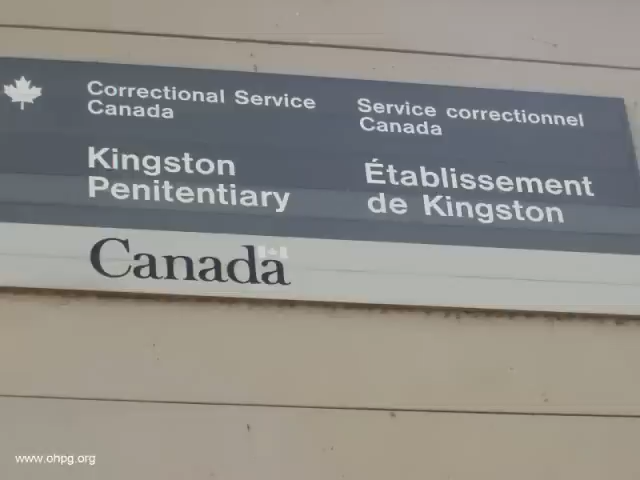 Correctional Service
Canada
Kingston
Penitentiary
Service correctionnel
Canada
Établissement
de Kingston
Canada
www.ohpg.org